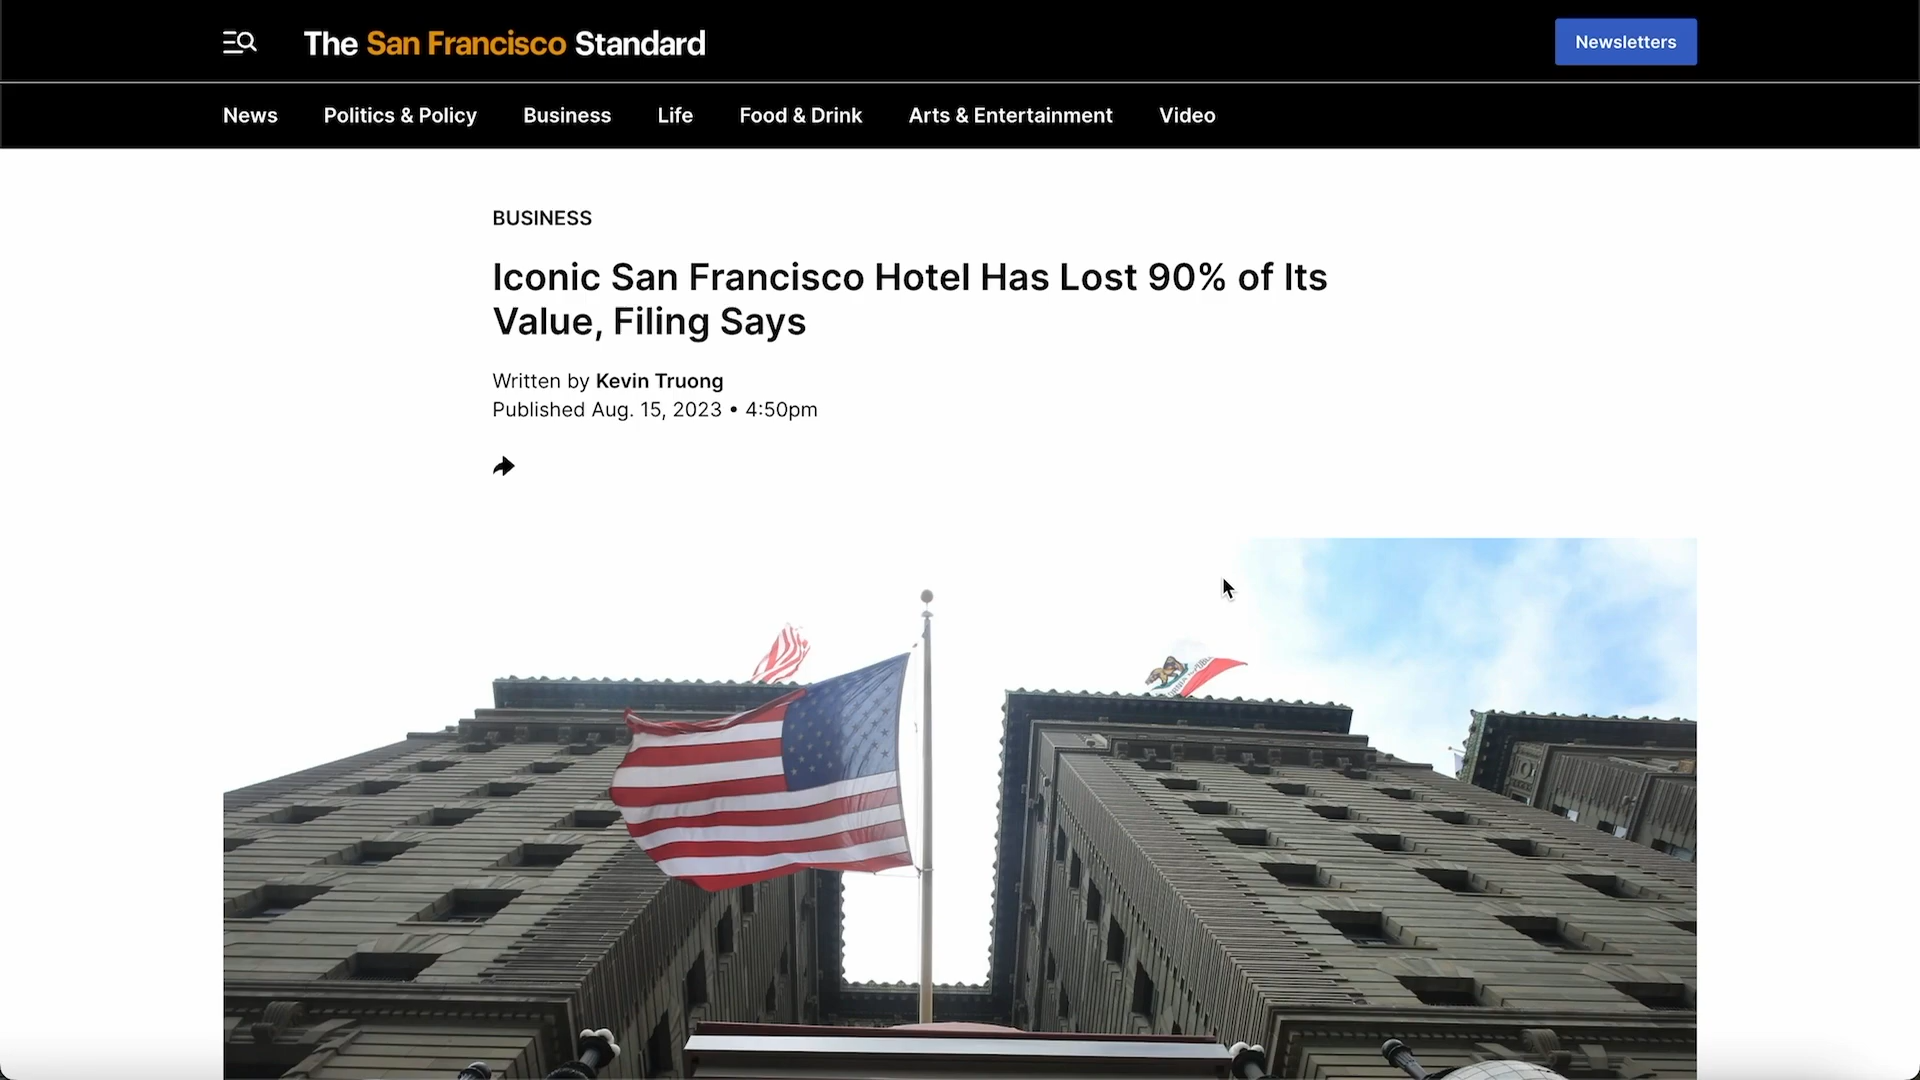 The San Francisco Standard
Newsletters
News Politics & Policy Business Life Food & Drink Arts & Entertainment Video
BUSINESS
Iconic San Francisco Hotel Has Lost 90% of Its
Value, Filing Says
Written by Kevin Truong
Published Aug. 15, 2023 • 4:50pm